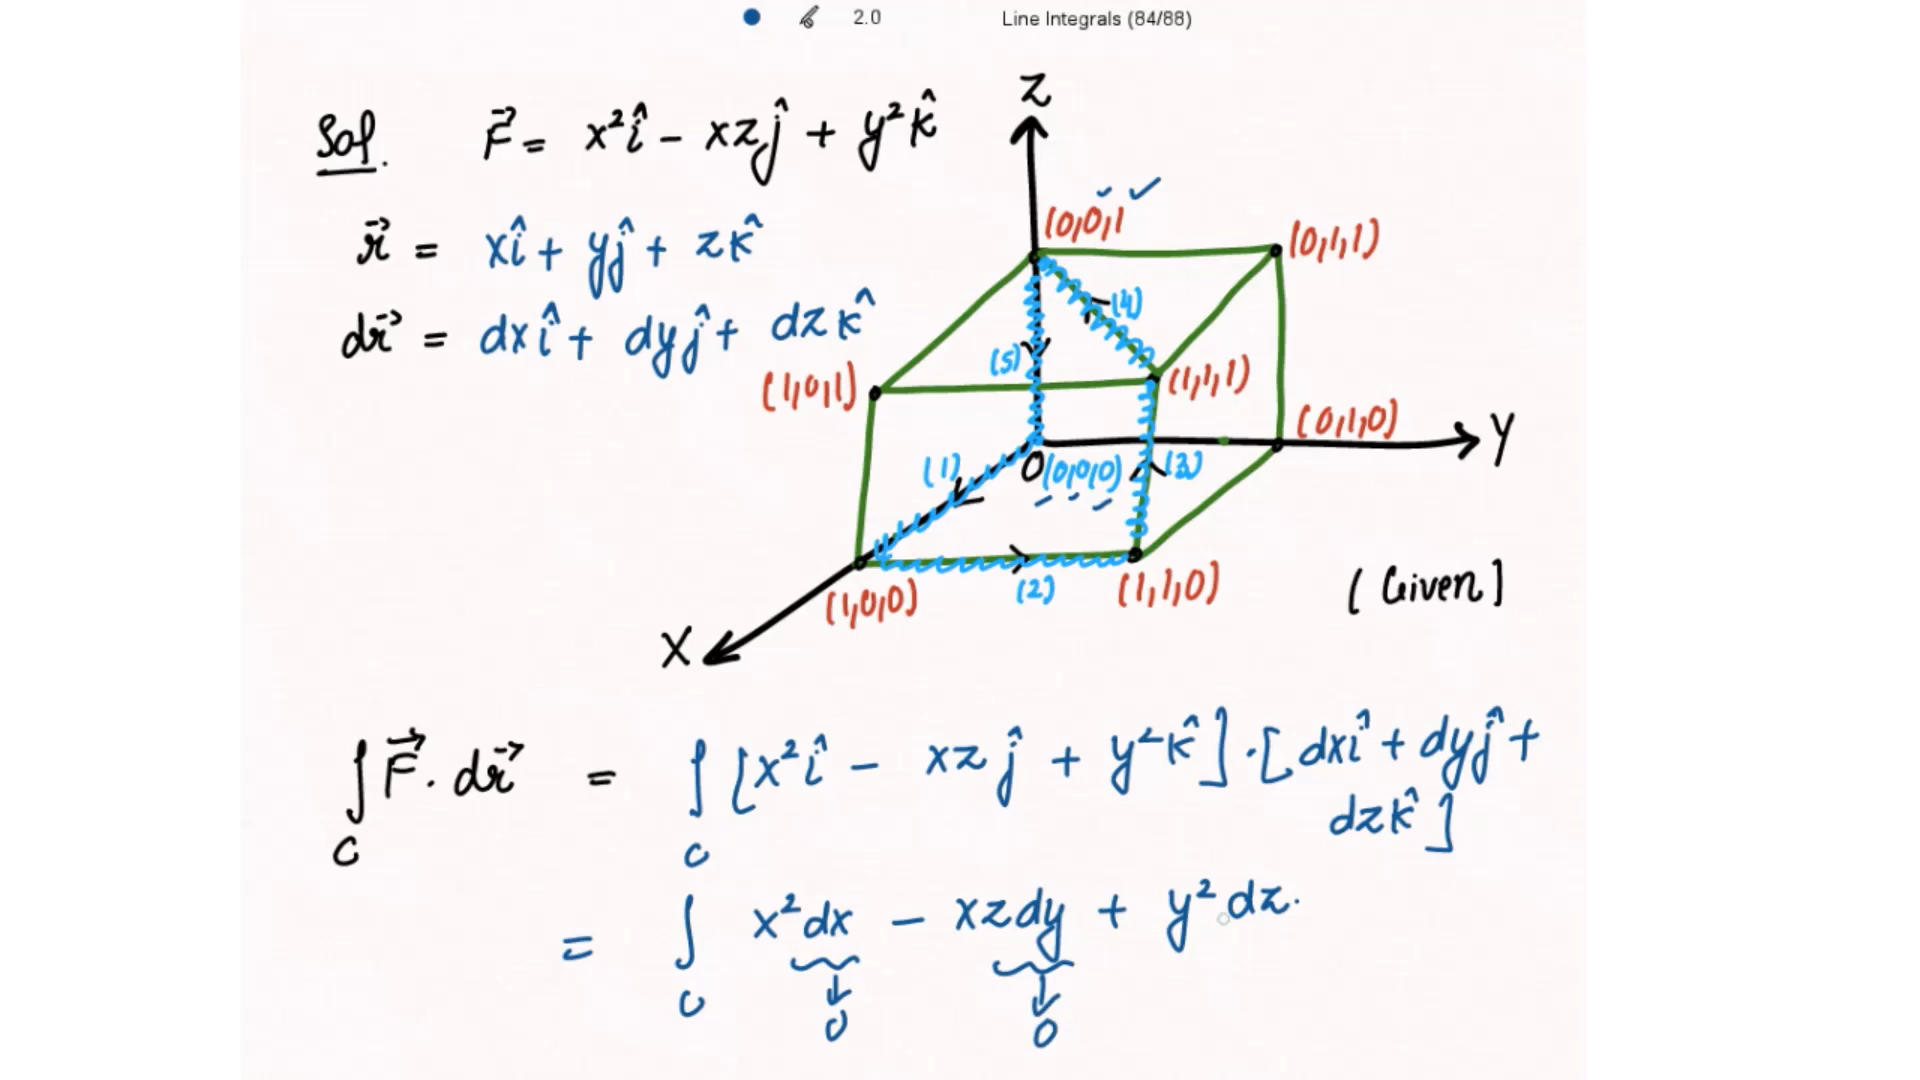 2.0 Line Integrals (84/88)
Sol. F⃗ = x²î - xzĵ + y²k̂
r⃗ = xî + yĵ + zk̂
dr⃗ = dxî + dyĵ + dzk̂
Z
(0,0,1
(0,1,1)
(4)
(5)
(1,0,1)
(1,1,1)
(0,1,0)
Y
(1)
O (0,0,0)
(3)
(1,0,0)
(2)
(1,1,0)
(Given]
X
∫ F⃗ . dr⃗ = ∫ [x²î - xzĵ + y²k̂] . [dxî + dyĵ +
C C
dzk̂]
= ∫ x²dx - xzdy + y²dz.
C
↓ ↓
0 0